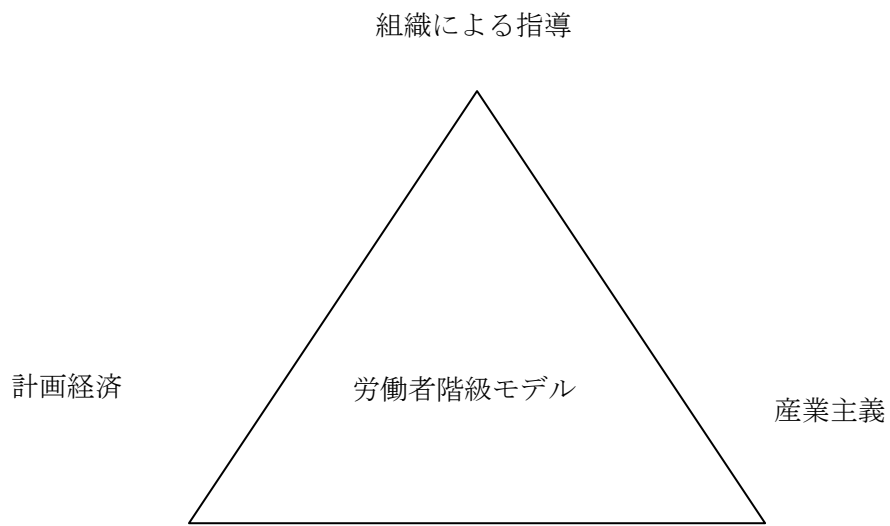 組織による指導
計画経済
労働者階級モデル
産業主義